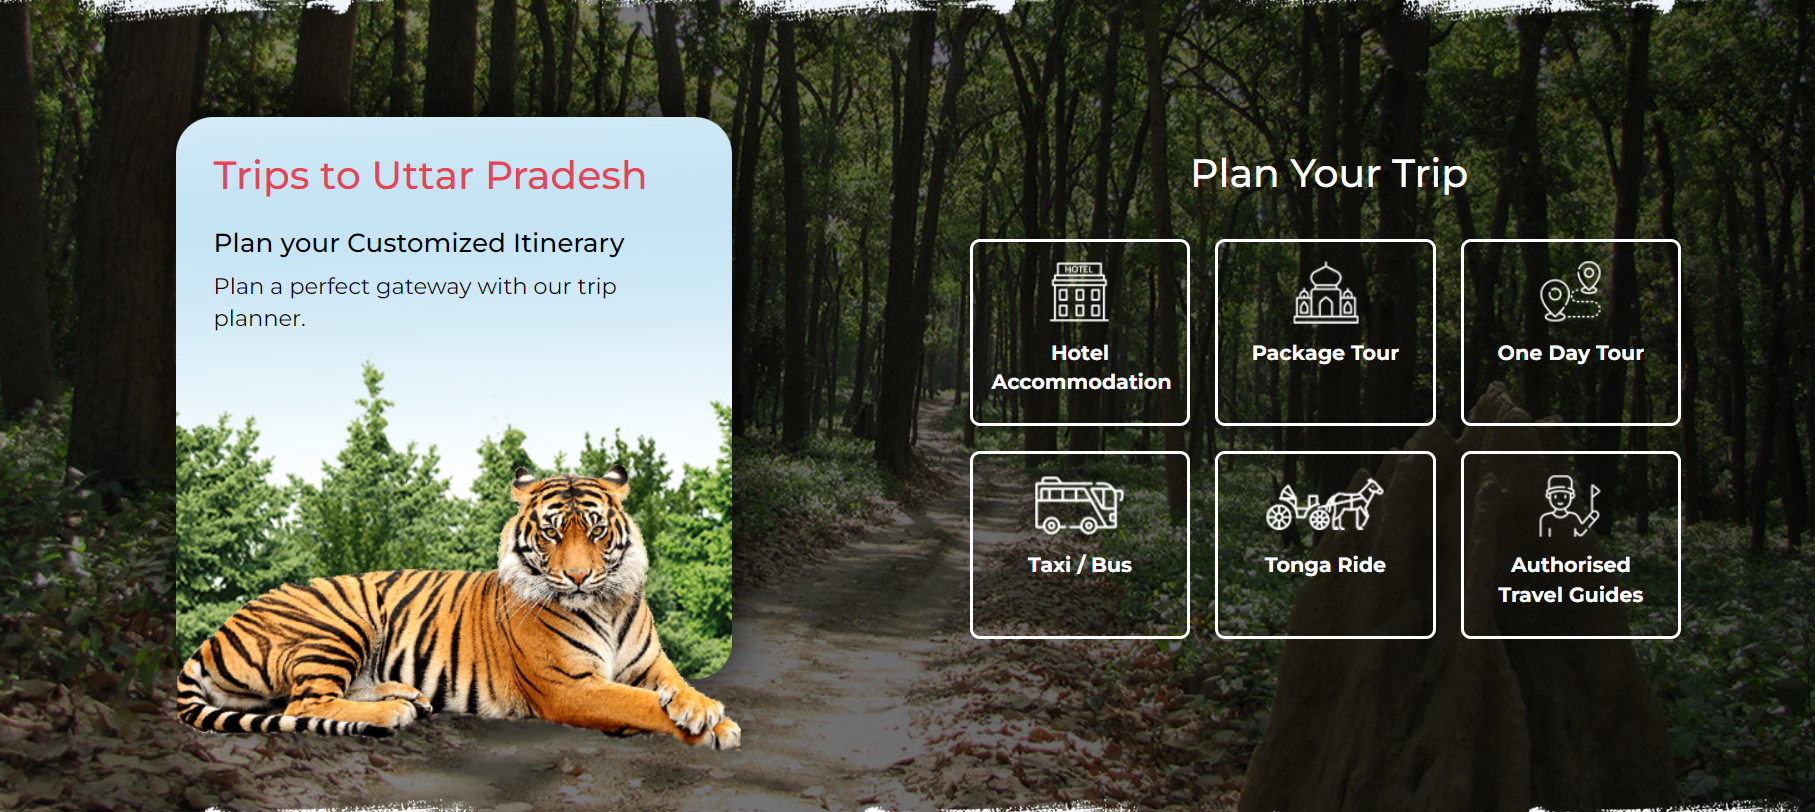 Trips to Uttar Pradesh
Plan your Customized Itinerary
Plan a perfect gateway with our trip
planner.
Plan Your Trip
HOTEL
Hotel
Accommodation
Package Tour
One Day Tour
Taxi / Bus
Tonga Ride
Authorised
Travel Guides